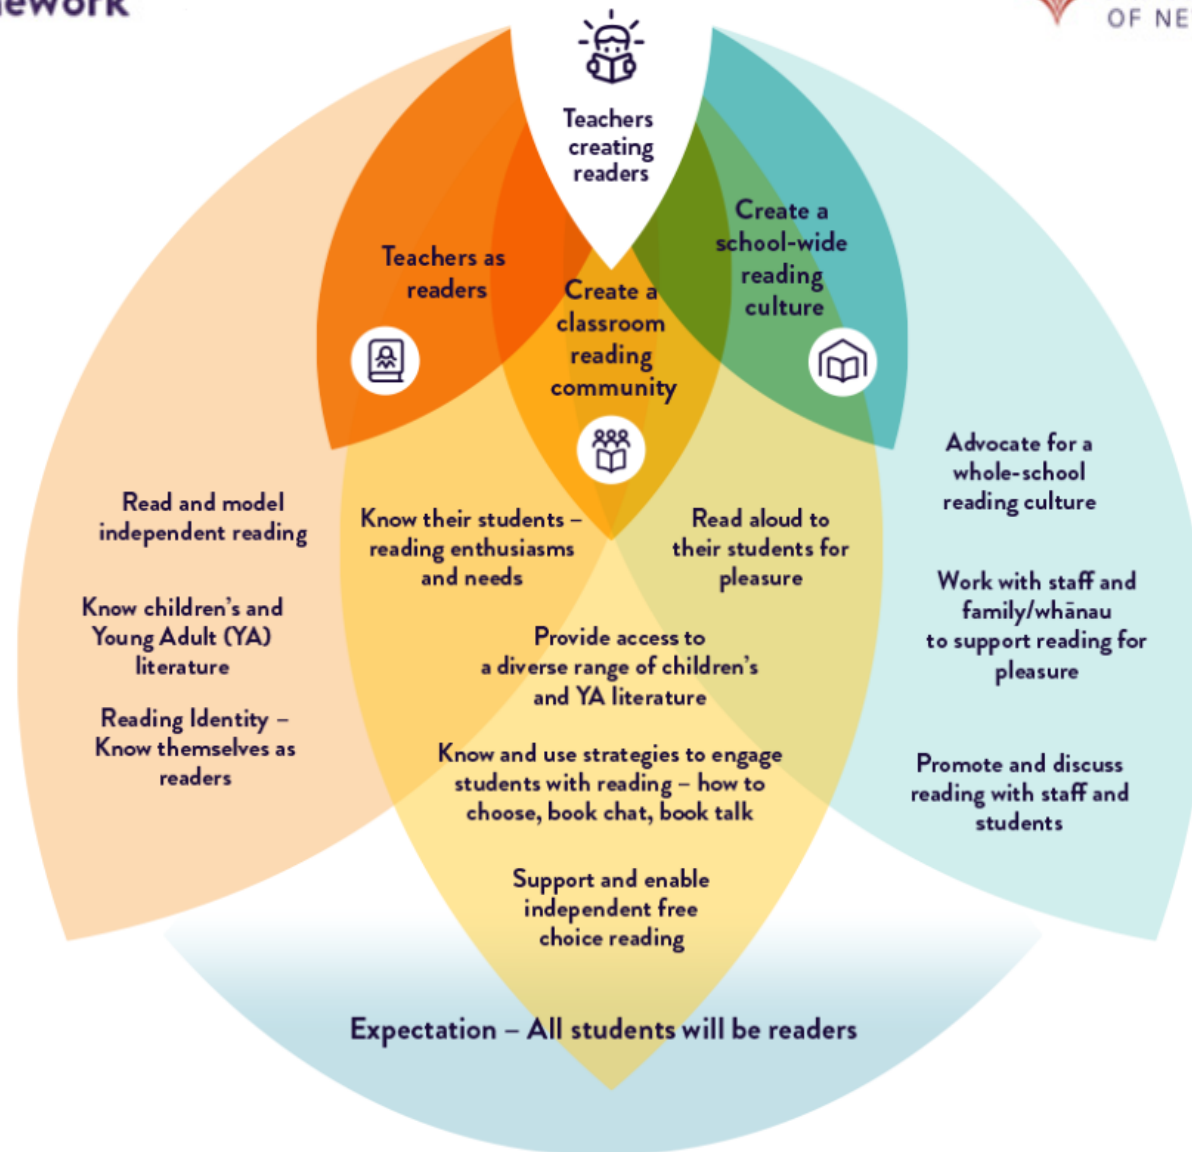 OF NE
Teachers
creating
readers
Teachers as
readers
Create a
classroom
reading
community
Create a
school-wide
reading
culture
Read and model
independent reading
Know children's and
Young Adult (YA)
literature
Reading Identity –
Know themselves as
readers
Know their students –
reading enthusiasms
and needs
Read aloud to
their students for
pleasure
Provide access to
a diverse range of children's
and YA literature
Know and use strategies to engage
students with reading – how to
choose, book chat, book talk
Support and enable
independent free
choice reading
Advocate for a
whole-school
reading culture
Work with staff and
family/whānau
to support reading for
pleasure
Promote and discuss
reading with staff and
students
Expectation – All students will be readers